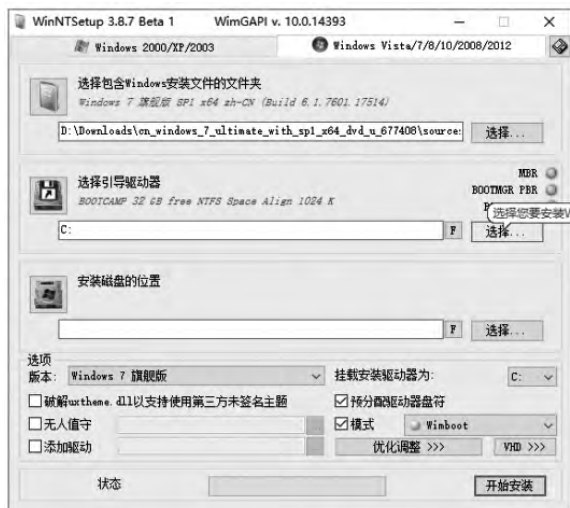 WinNTSetup 3.8.7 Beta 1 WimGAPI v. 10.0.14393
Windows 2000/XP/2003 Windows Vista/7/8/10/2008/2012
选择包含Windows安装文件的文件夹
Windows 7 旗舰版 SP1 x64 zh-CN (Build 6.1.7601.17514)
D:\Downloads\cn_windows_7_ultimate_with_sp1_x64_dvd_u_677408\source: 选择...
MBR
选择引导驱动器
BOOTMGR PBR
BOOTCAMP 32 GB free NTFS Space Align 1024 K
选择您要安装W
C: F 选择...
安装磁盘的位置
F 选择...
选项
版本: Windows 7 旗舰版 挂载安装驱动器为: C:
破解uxtheme.dll以支持使用第三方未签名主题 预分配驱动器盘符
无人值守 模式 Wimboot
添加驱动 优化调整 >>> VHD >>>
状态 开始安装